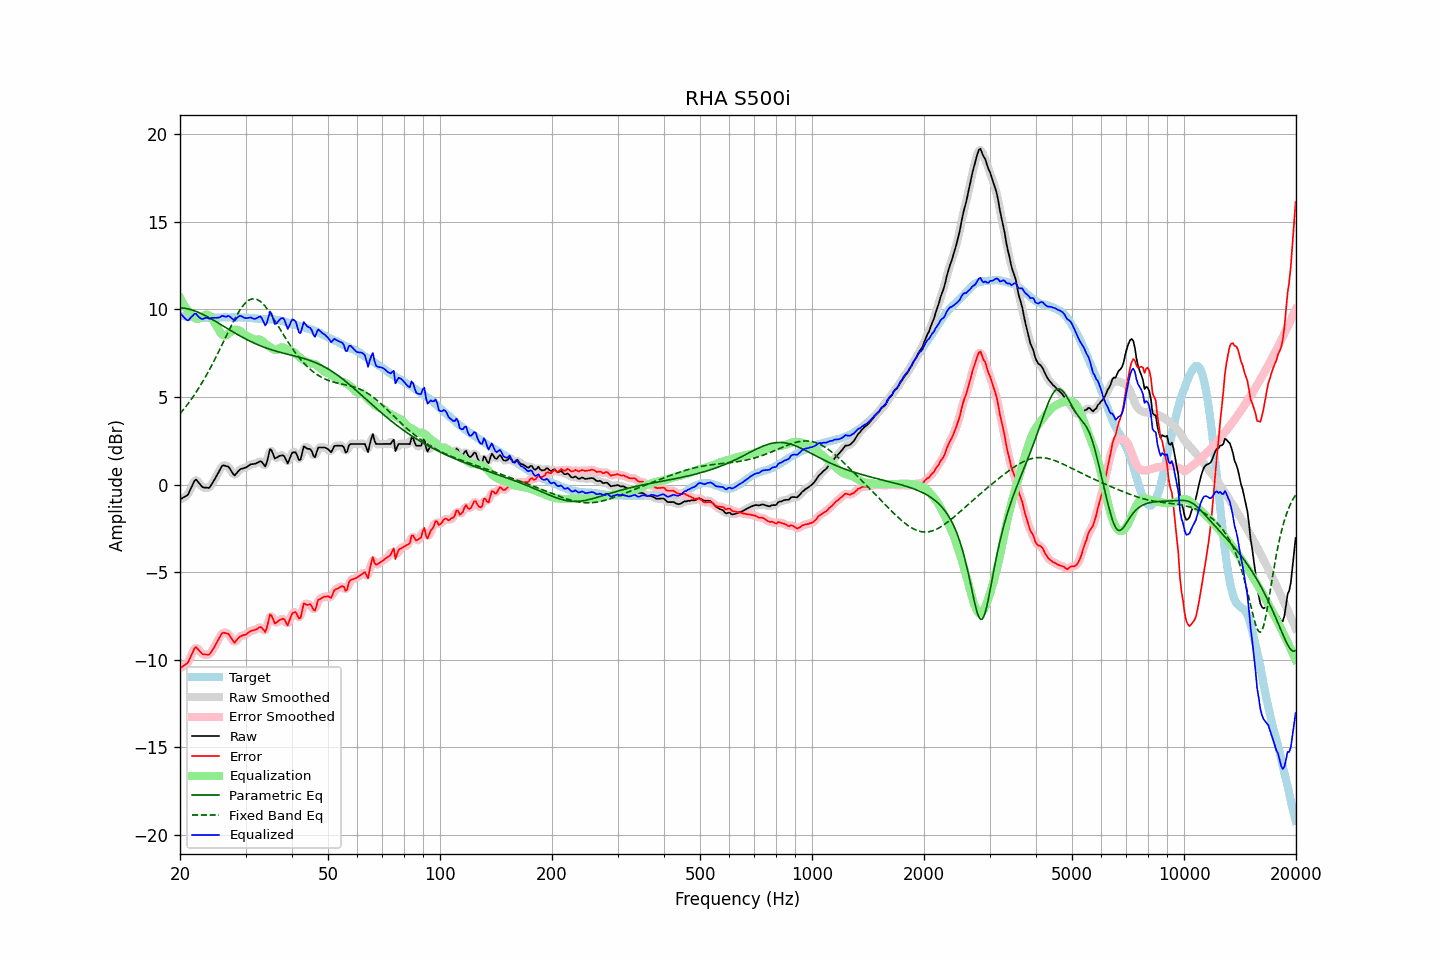 RHA S500i
Amplitude (dBr)
20
15
10
5
0
−5
−10
−15
−20
Target
Raw Smoothed
Error Smoothed
Raw
Error
Equalization
Parametric Eq
Fixed Band Eq
Equalized
20 50 100 200 500 1000 2000 5000 10000 20000
Frequency (Hz)